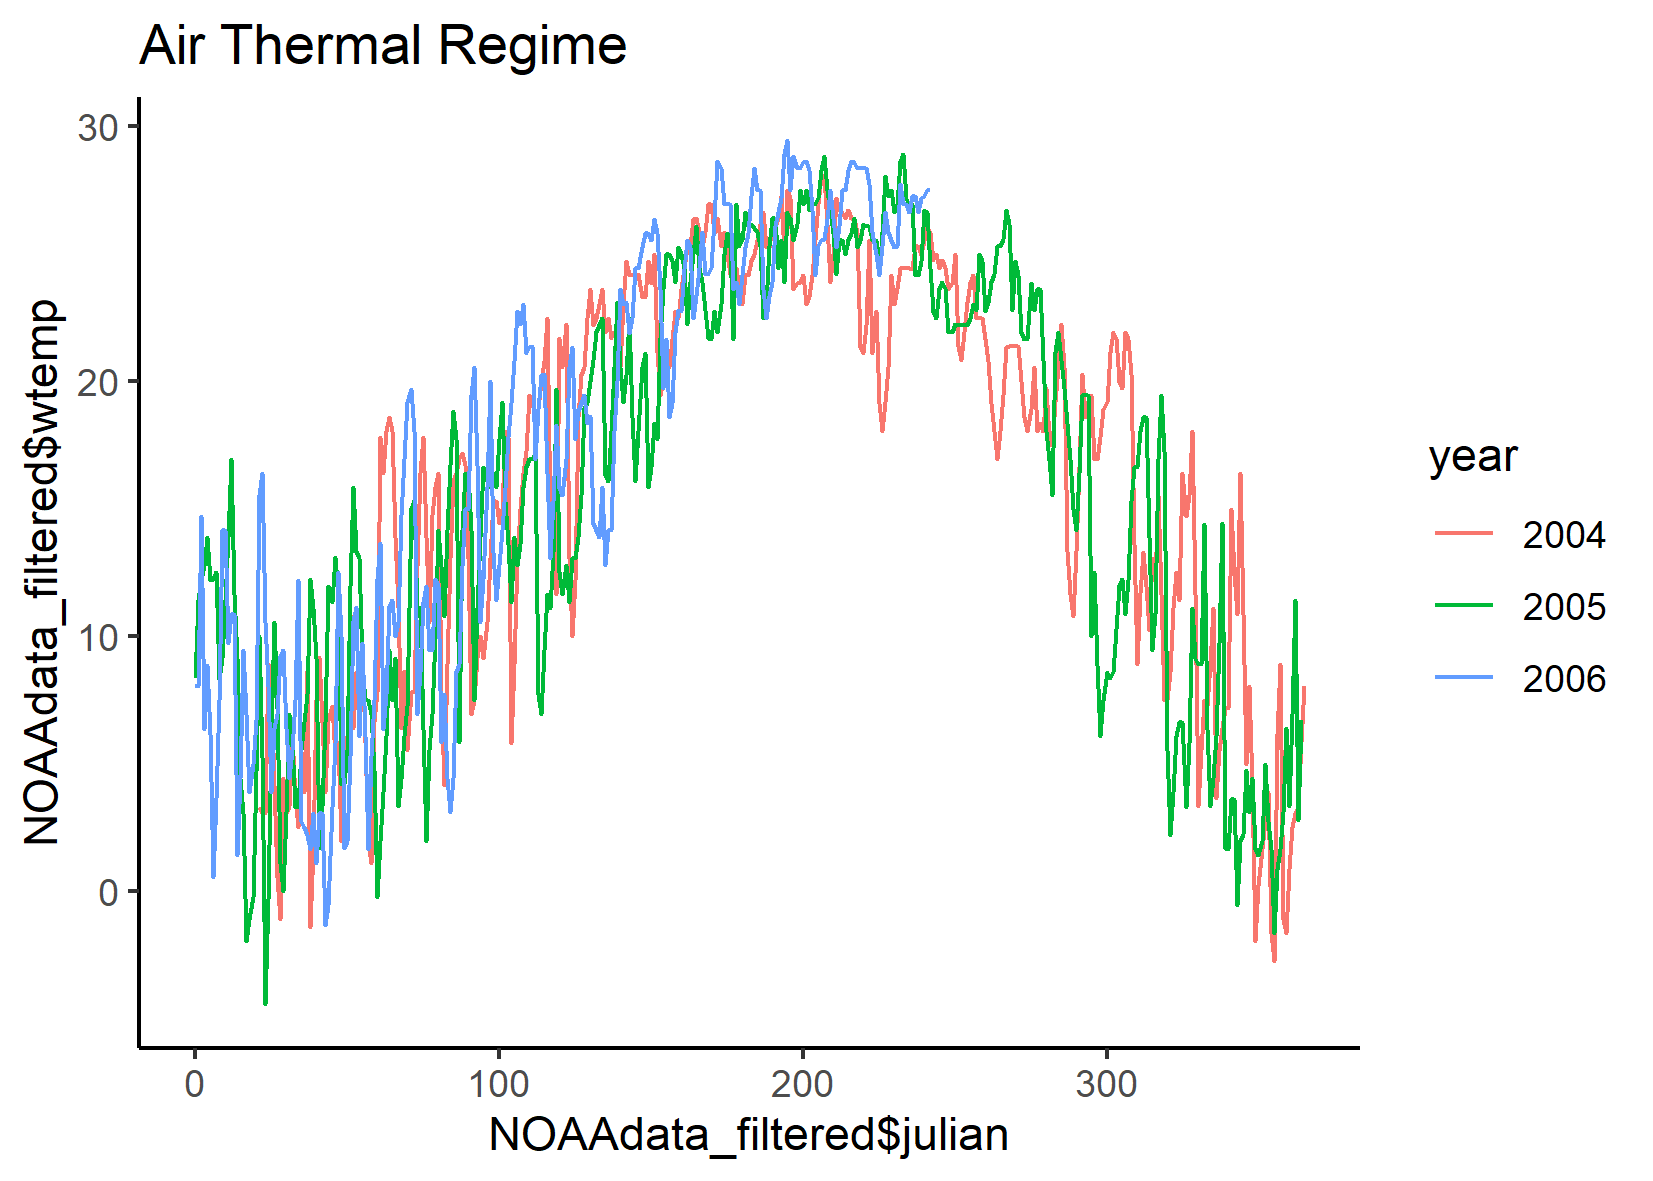 Air Thermal Regime
30
20
10
0
NOAAdata_filtered$wtemp
0 100 200 300
NOAAdata_filtered$julian
year
2004
2005
2006